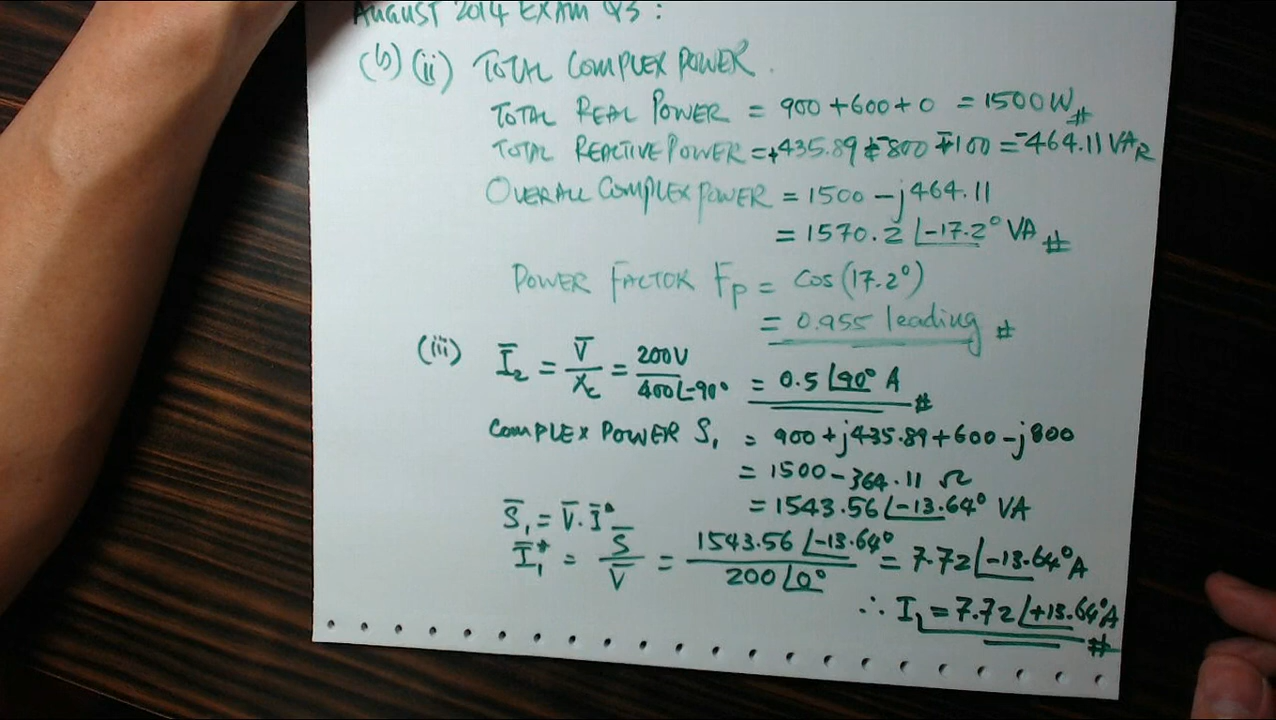 AUGUST 2014 EXAM Q3 :
(b) (ii) TOTAL COMPLEX POWER.
TOTAL REAL POWER = 900 + 600 + 0 = 1500 W #
TOTAL REACTIVE POWER = +435.89 + -800 + -100 = -464.11 VAR
OVERALL COMPLEX POWER = 1500 - j464.11
= 1570.2 ∠-17.2° VA #
POWER FACTOR Fp = Cos (17.2°)
= 0.955 leading #
(iii) I̅₂ = V̅/Xc = 200V/400∠-90° = 0.5 ∠90° A #
COMPLEX POWER S₁ = 900 + j435.89 + 600 - j800
= 1500 - 364.11 Ω
= 1543.56 ∠-13.64° VA
S̅₁ = V̅ . I̅*
I̅₁* = S̅/V̅ = 1543.56 ∠-13.64°/200 ∠0° = 7.72 ∠-13.64° A
∴ I₁ = 7.72 ∠+13.64° A #